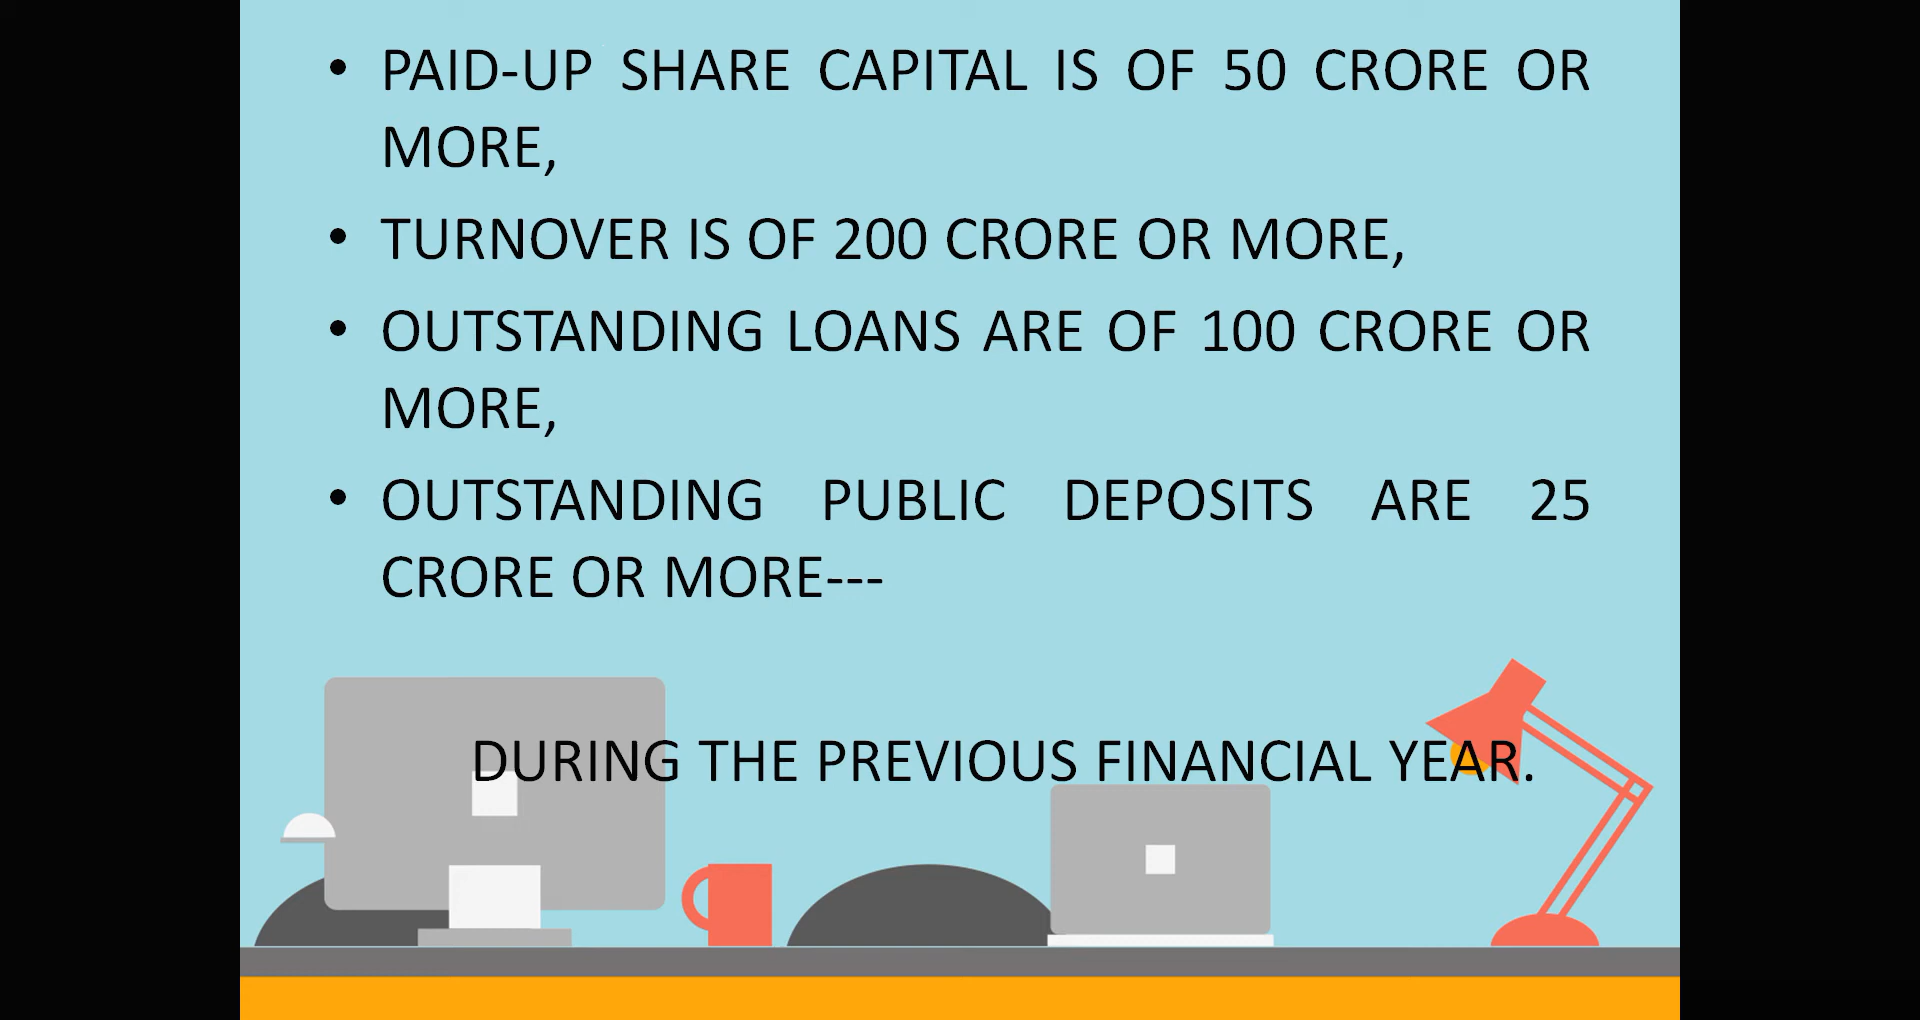 • PAID-UP SHARE CAPITAL IS OF 50 CRORE OR
MORE,
• TURNOVER IS OF 200 CRORE OR MORE,
• OUTSTANDING LOANS ARE OF 100 CRORE OR
MORE,
• OUTSTANDING PUBLIC DEPOSITS ARE 25
CRORE OR MORE---
DURING THE PREVIOUS FINANCIAL YEAR.